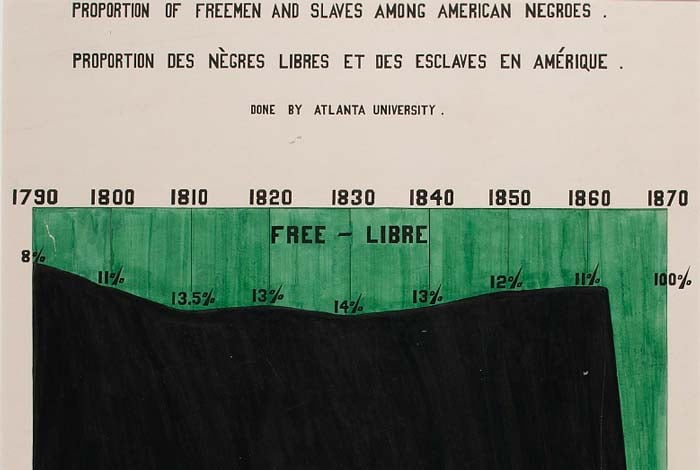 PROPORTION OF FREEMEN AND SLAVES AMONG AMERICAN NEGROES .
PROPORTION DES NÈGRES LIBRES ET DES ESCLAVES EN AMÉRIQUE .
DONE BY ATLANTA UNIVERSITY .
1790 1800 1810 1820 1830 1840 1850 1860 1870
FREE – LIBRE
8% 11% 13.5% 13% 14% 13% 12% 11% 100%